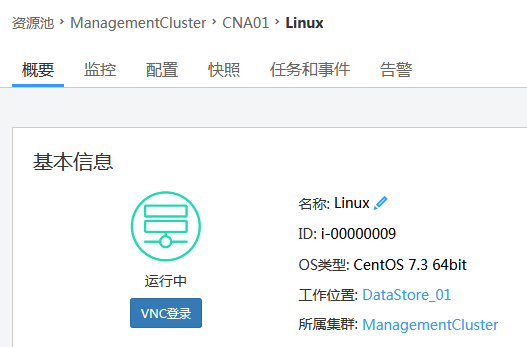 资源池 > ManagementCluster > CNA01 > Linux
概要 监控 配置 快照 任务和事件 告警
基本信息
名称: Linux
ID: i-00000009
OS类型: CentOS 7.3 64bit
工作位置: DataStore_01
所属集群: ManagementCluster
运行中
VNC登录